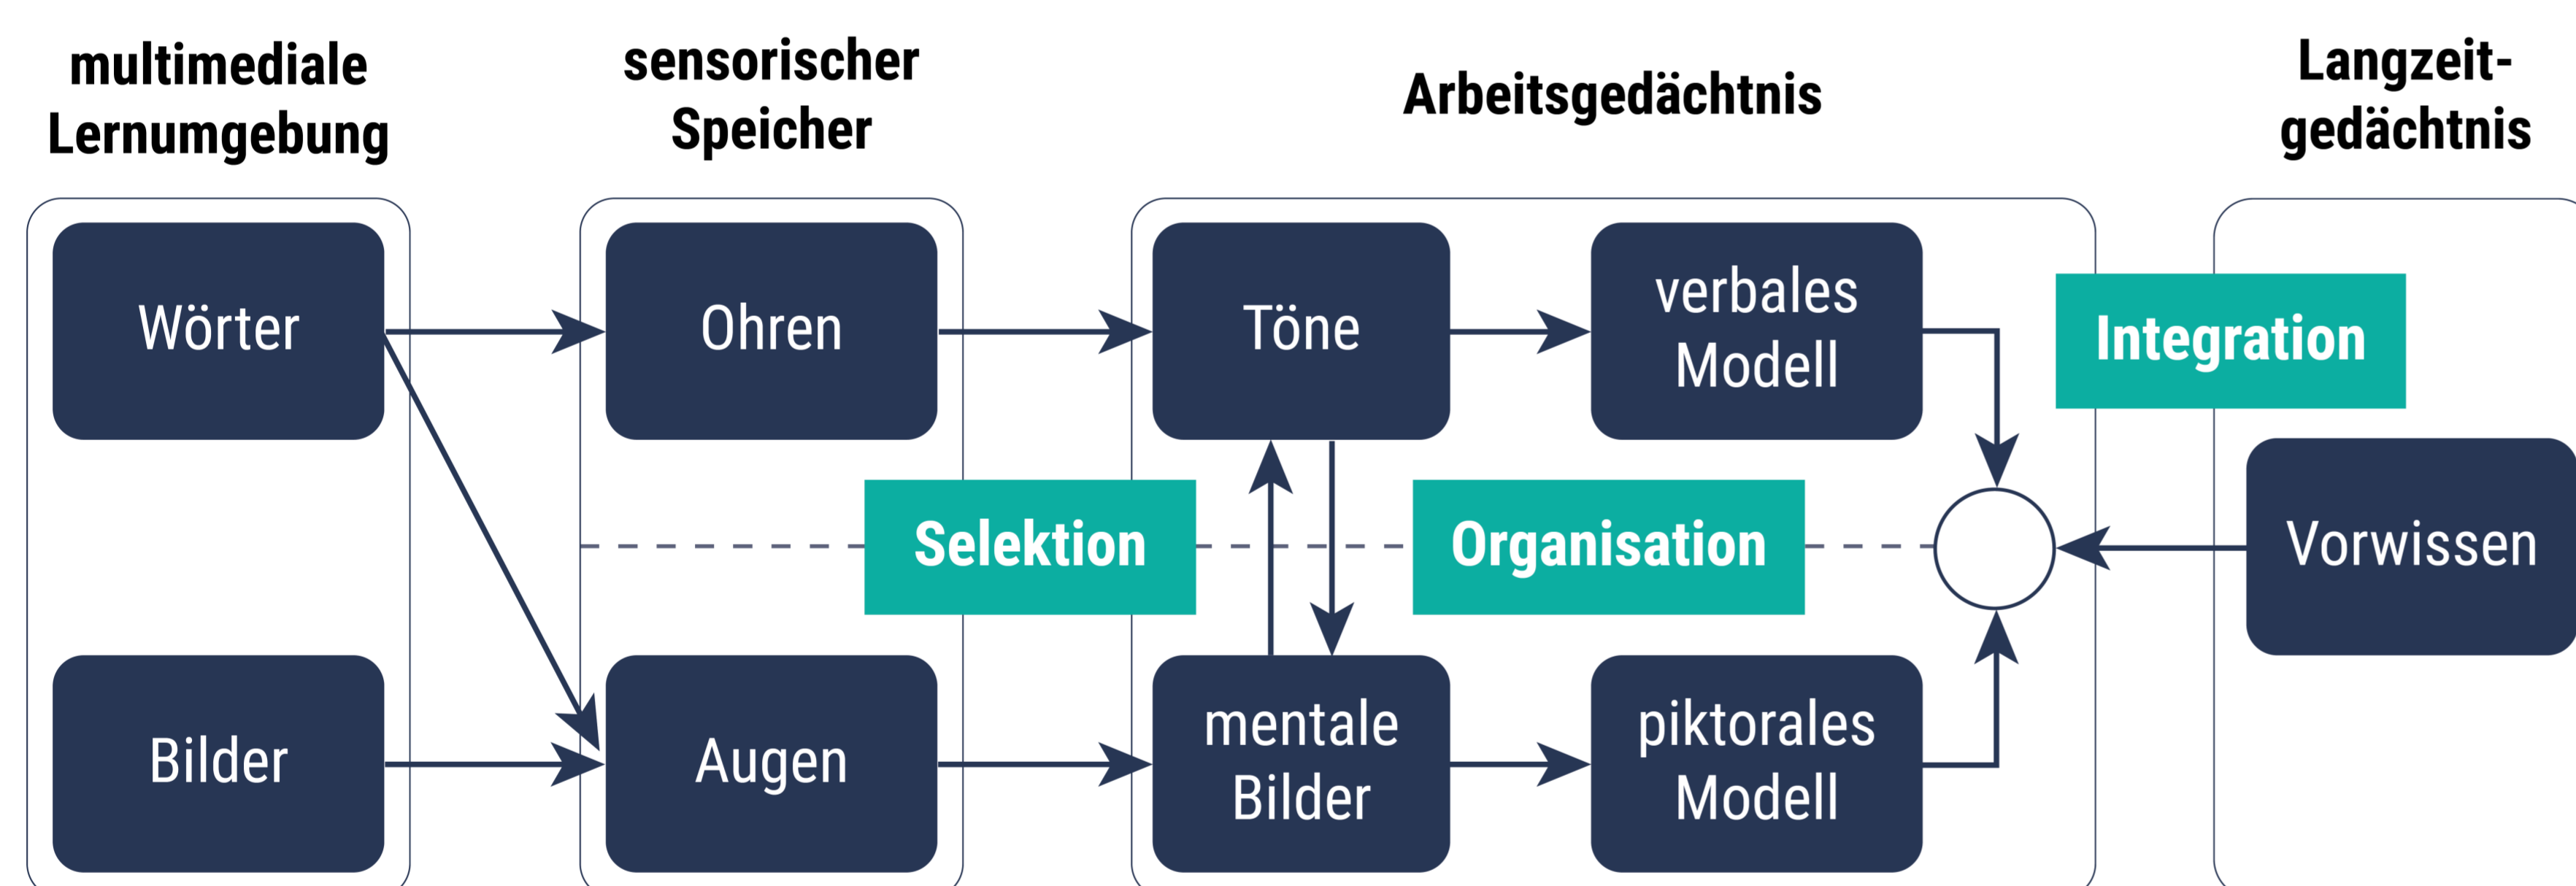 multimediale
Lernumgebung
sensorischer
Speicher
Arbeitsgedächtnis
Langzeit-
gedächtnis
Wörter
Ohren
Töne
verbales
Modell
Integration
Selektion
Organisation
Vorwissen
Bilder
Augen
mentale
Bilder
piktorales
Modell